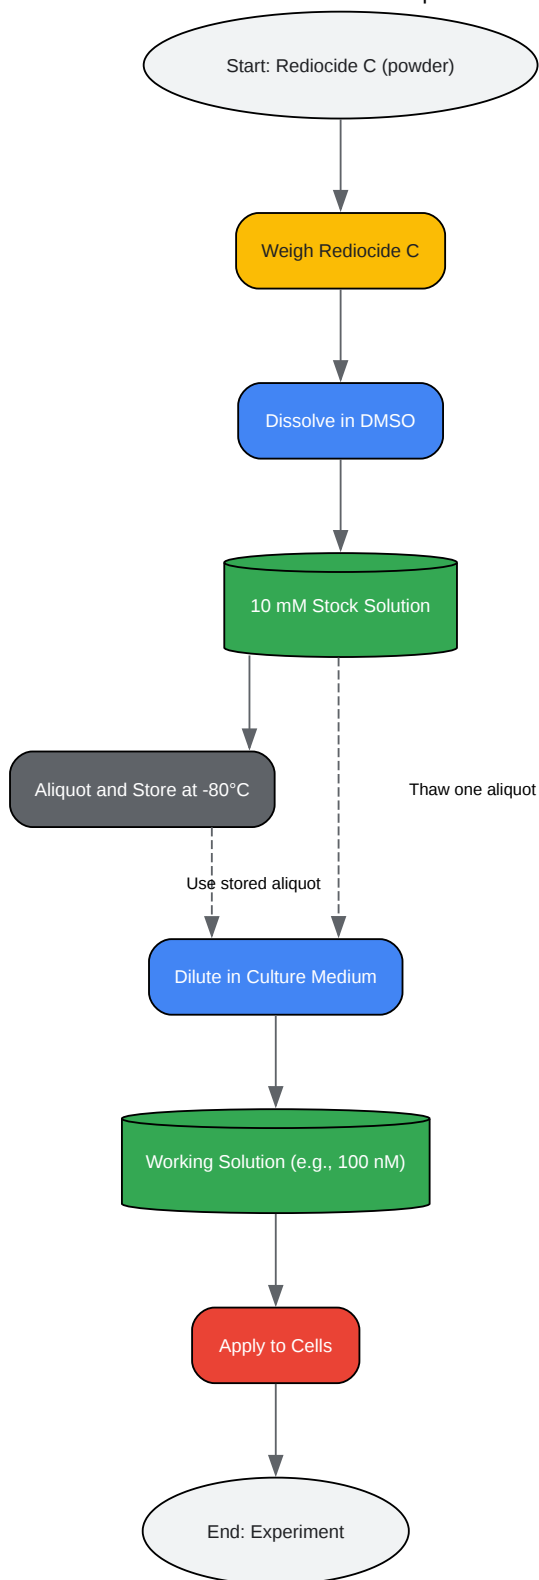 Start: Rediocide C (powder)
Weigh Rediocide C
Dissolve in DMSO
10 mM Stock Solution
Aliquot and Store at -80°C
Thaw one aliquot
Use stored aliquot
Dilute in Culture Medium
Working Solution (e.g., 100 nM)
Apply to Cells
End: Experiment